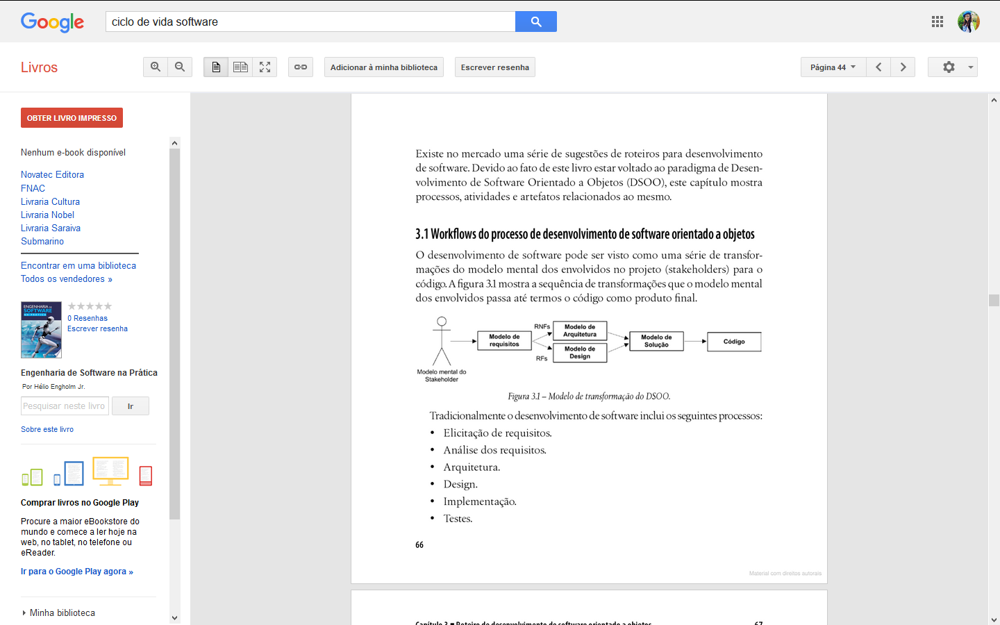 Google
ciclo de vida software
Livros
Adicionar à minha biblioteca
Escrever resenha
Página 44
OBTER LIVRO IMPRESSO
Nenhum e-book disponível
Novatec Editora
FNAC
Livraria Cultura
Livraria Nobel
Livraria Saraiva
Submarino
Encontrar em uma biblioteca
Todos os vendedores »
ENGENHARIA DE
SOFTWARE
NA PRÁTICA
0 Resenhas
Escrever resenha
Engenharia de Software na Prática
Por Hélio Engholm Jr.
Pesquisar neste livro
Ir
Sobre este livro
Comprar livros no Google Play
Procure a maior eBookstore do
mundo e comece a ler hoje na
web, no tablet, no telefone ou
eReader.
Ir para o Google Play agora »
Minha biblioteca
Existe no mercado uma série de sugestões de roteiros para desenvolvimento
de software. Devido ao fato de este livro estar voltado ao paradigma de Desen-
volvimento de Software Orientado a Objetos (DSOO), este capítulo mostra
processos, atividades e artefatos relacionados ao mesmo.
3.1 Workflows do processo de desenvolvimento de software orientado a objetos
O desenvolvimento de software pode ser visto como uma série de transfor-
mações do modelo mental dos envolvidos no projeto (stakeholders) para o
código. A figura 3.1 mostra a sequência de transformações que o modelo mental
dos envolvidos passa até termos o código como produto final.
Modelo mental do
Stakeholder
Modelo de
requisitos
RNFs
RFs
Modelo de
Arquitetura
Modelo de
Design
Modelo de
Solução
Código
Figura 3.1 – Modelo de transformação do DSOO.
Tradicionalmente o desenvolvimento de software inclui os seguintes processos:
• Elicitação de requisitos.
• Análise dos requisitos.
• Arquitetura.
• Design.
• Implementação.
• Testes.
66
Material com direitos autorais
Capítulo 3 ■ Roteiro de desenvolvimento de software orientado a objetos
67